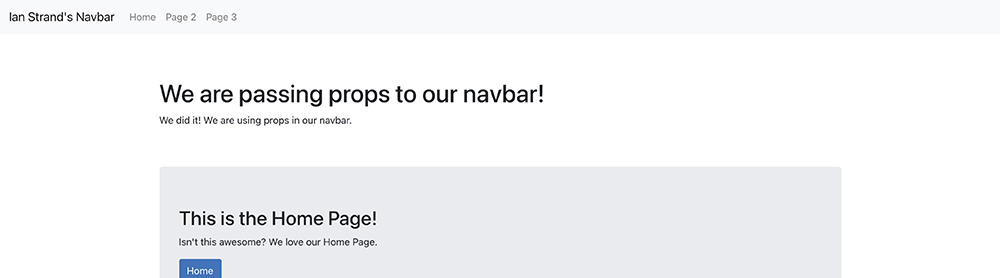 Ian Strand's Navbar Home Page 2 Page 3
We are passing props to our navbar!
We did it! We are using props in our navbar.
This is the Home Page!
Isn't this awesome? We love our Home Page.
Home